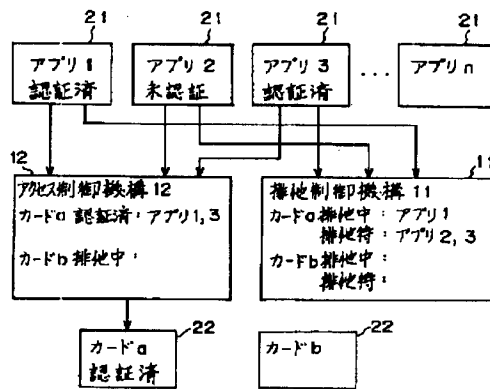 21
21
21
21
アプリ1
認証済
アプリ2
未認証
アプリ3
認証済
...
アプリn
12
11
アクセス制御機構12
カードa 認証済:アプリ1,3
カードb 排他中:
排他制御機構 11
カードa 排他中:アプリ1
排他待:アプリ2,3
カードb 排他中:
排他待:
22
カードa
認証済
22
カードb